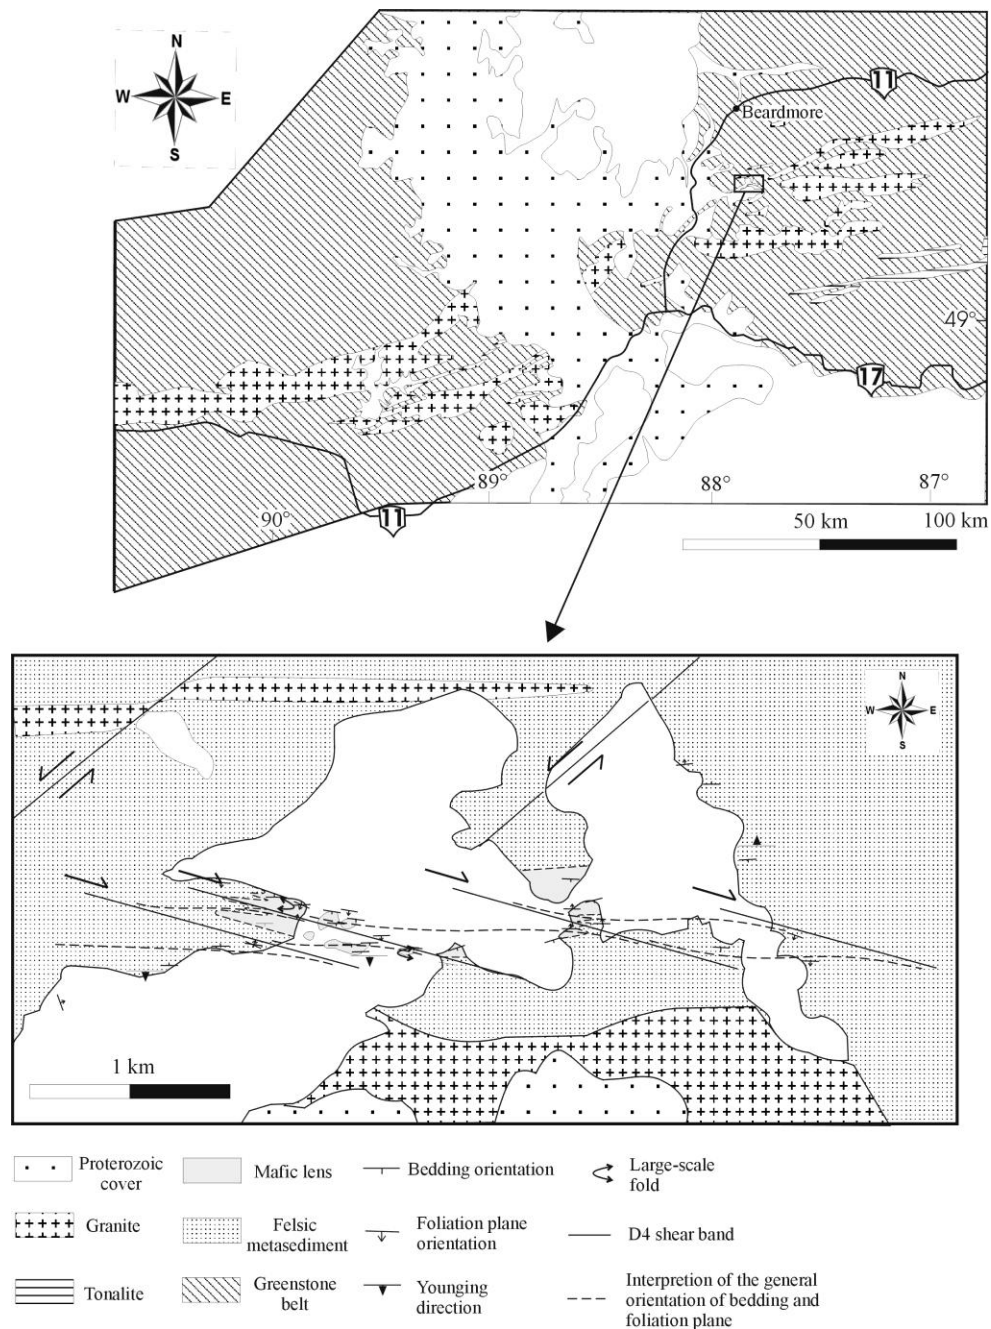 N
W E
S
11
Beardmore
49°
17
89°
88°
87°
90°
11
50 km
100 km
N
W E
S
1 km
Proterozoic
cover
Mafic lens
Bedding orientation
Large-scale
fold
Granite
Felsic
metasediment
Foliation plane
orientation
D4 shear band
Tonalite
Greenstone
belt
Younging
direction
Interpretion of the general
orientation of bedding and
foliation plane